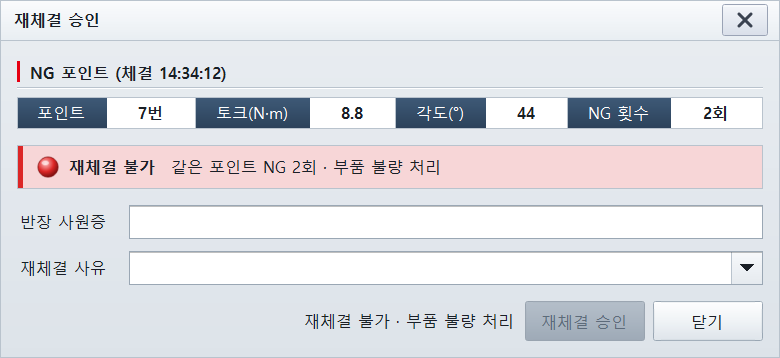 재체결 승인
NG 포인트 (체결 14:34:12)
포인트 7번 토크(N·m) 8.8 각도(°) 44 NG 횟수 2회
재체결 불가 같은 포인트 NG 2회 · 부품 불량 처리
반장 사원증
재체결 사유
재체결 불가 · 부품 불량 처리 재체결 승인 닫기